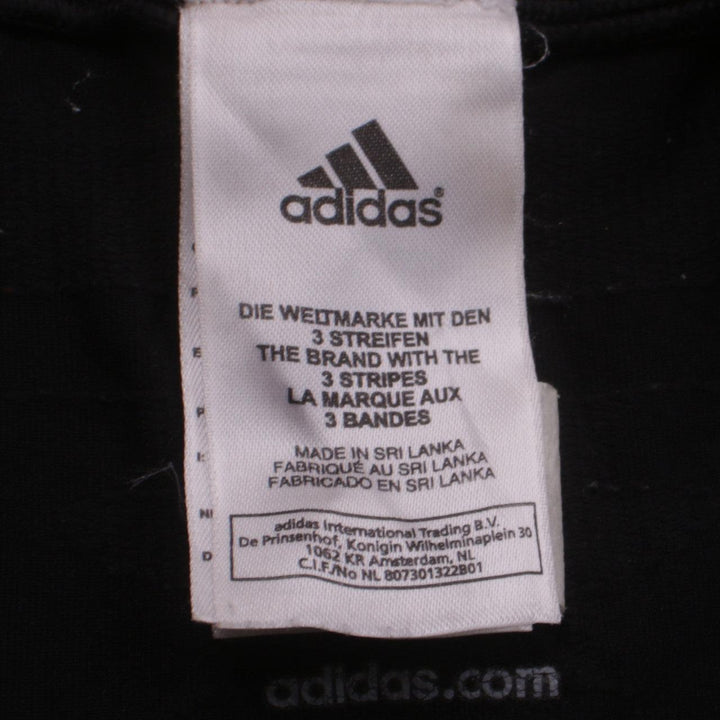 adidas®
DIE WELTMARKE MIT DEN
3 STREIFEN
THE BRAND WITH THE
3 STRIPES
LA MARQUE AUX
3 BANDES
MADE IN SRI LANKA
FABRIQUÉ AU SRI LANKA
FABRICADO EN SRI LANKA
adidas International Trading B.V.
De Prinsenhof, Konigin Wilhelminaplein 30
1062 KR Amsterdam, NL
C.I.F./No NL 807301322B01
adidas.com